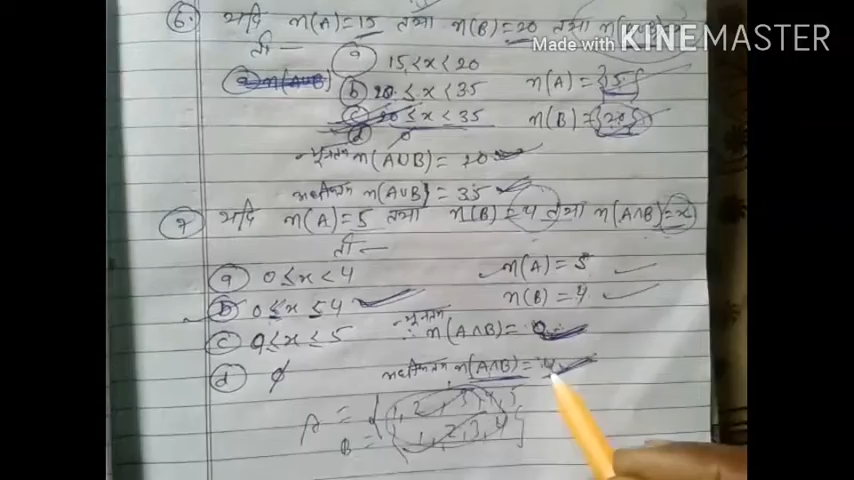 6. यदि n(A)=15 तथा n(B)=20 तथा
Made with KINEMASTER
तो—
a 15<x<20
b 20 ≤ x < 35 n(A) =
c 20 ≤ x < 35 n(B) =
d
न्यूनतम n(A∪B) = 20
अधिकतम n(A∪B) = 35
7 यदि n(A)=5 तथा n(B)=4 तथा n(A∩B)=x
तो—
a 0≤x<4 n(A)=5
b 0≤x≤4 n(B)=4
c 0≤x≤5 न्यूनतम ∴ n(A∩B)= 0
d ϕ अधिकतम n(A∩B)= 4
A = {1,2,3,4,5
B = {1,2,3,4}